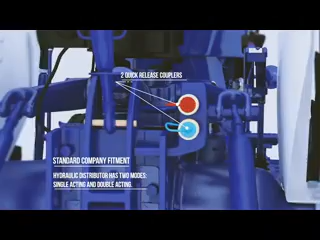 2 QUICK RELEASE COUPLERS
STANDARD COMPANY FITMENT
HYDRAULIC DISTRIBUTOR HAS TWO MODES:
SINGLE ACTING AND DOUBLE ACTING.